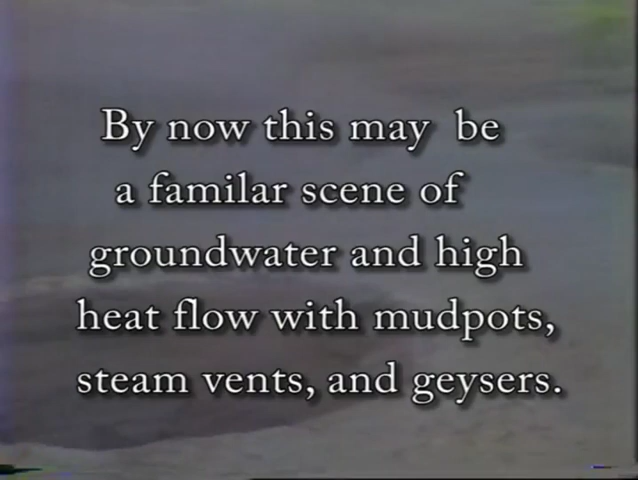 By now this may be
a familar scene of
groundwater and high
heat flow with mudpots,
steam vents, and geysers.